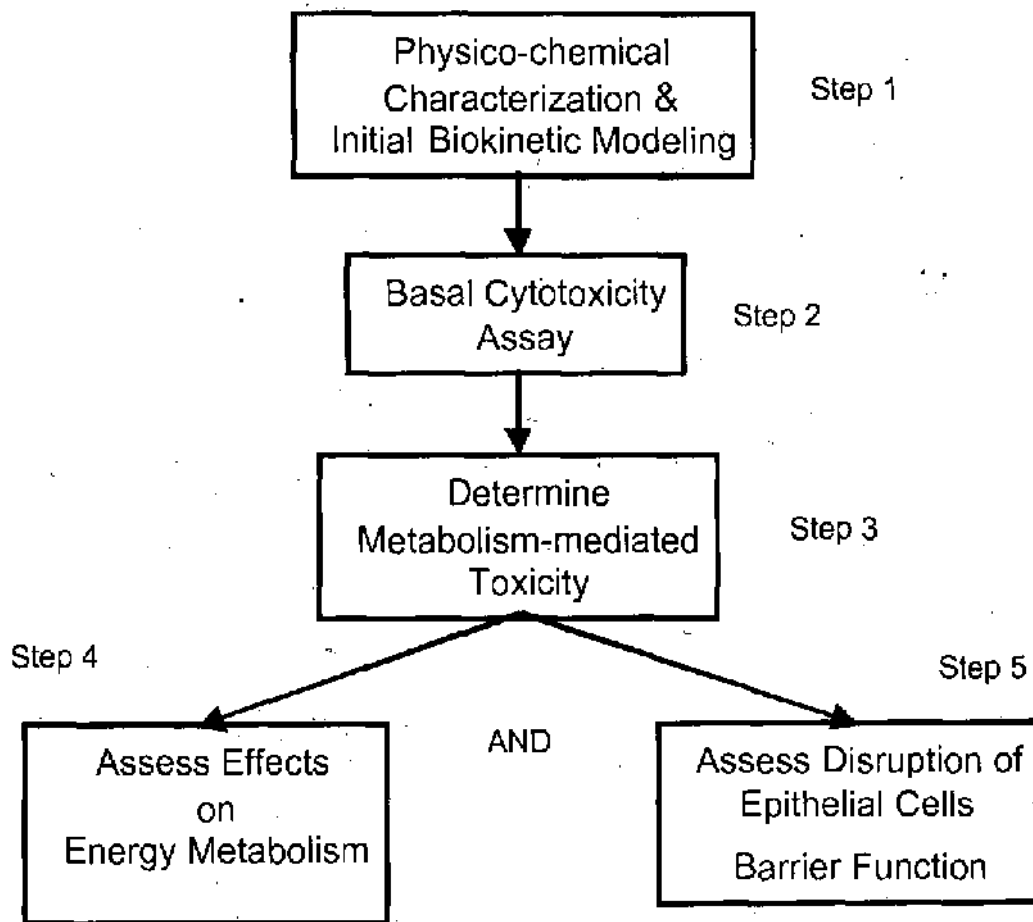 Physico-chemical
Characterization &
Initial Biokinetic Modeling
Step 1
Basal Cytotoxicity
Assay
Step 2
Determine
Metabolism-mediated
Toxicity
Step 3
Step 4
Assess Effects
on
Energy Metabolism
AND
Step 5
Assess Disruption of
Epithelial Cells
Barrier Function